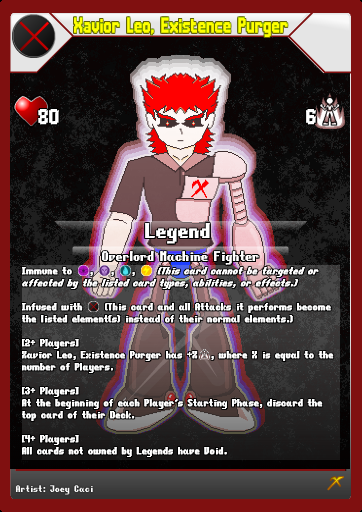 Xavior Leo, Existence Purger
80
6
Legend
Overlord Machine Fighter
Immune to , , , (This card cannot be targeted or
affected by the listed card types, abilities, or effects.)
Infused with (This card and all Attacks it performs become
the listed element(s) instead of their normal elements.)
[2+ Players]
Xavior Leo, Existence Purger has +X , where X is equal to the
number of Players.
[3+ Players]
At the beginning of each Player's Starting Phase, discard the
top card of their Deck.
[4+ Players]
All cards not owned by Legends have Void.
Artist: Joey Caci